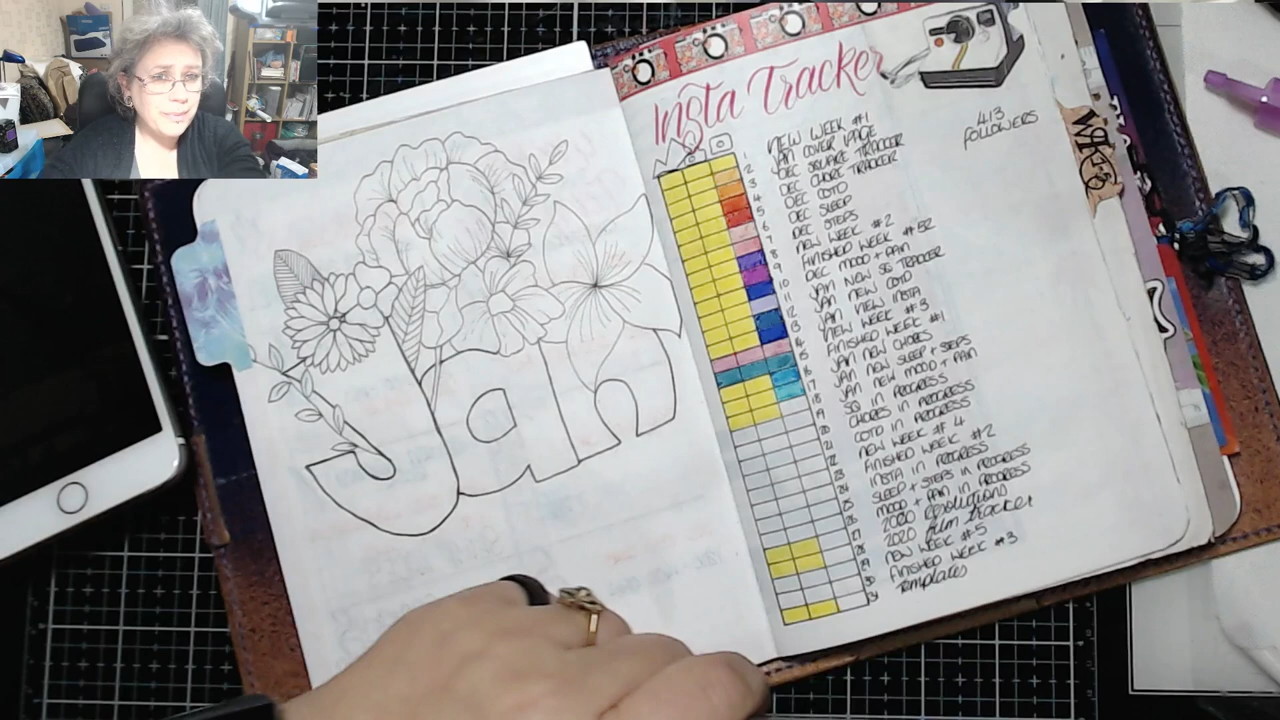 Jan
Insta Tracker
413
FOLLOWERS
1 NEW WEEK #1
2 JAN COVER PAGE
3 DEC SQUARE TRACKER
4 DEC CHORE TRACKER
5 DEC COTD
6 DEC SLEEP
7 DEC STEPS
8 NEW WEEK #2
9 FINISHED WEEK #52
10 DEC MOOD + PAIN
11 JAN NEW SQ TRACKER
12 JAN NEW COTD
13 JAN NEW INSTA
14 NEW WEEK #3
15 FINISHED WEEK #1
16 JAN NEW CHORES
17 JAN NEW SLEEP + STEPS
18 JAN NEW MOOD + PAIN
19 SQ IN PROGRESS
20 CHORES IN PROGRESS
21 COTD IN PROGRESS
22 NEW WEEK # 4
23 FINISHED WEEK #2
24 INSTA IN PROGRESS
25 SLEEP + STEPS IN PROGRESS
26 MOOD + PAIN IN PROGRESS
27 2020 Resolutions
28 2020 film tracker
29 NEW WEEK #5
30 FINISHED WEEK #3
31 Templates